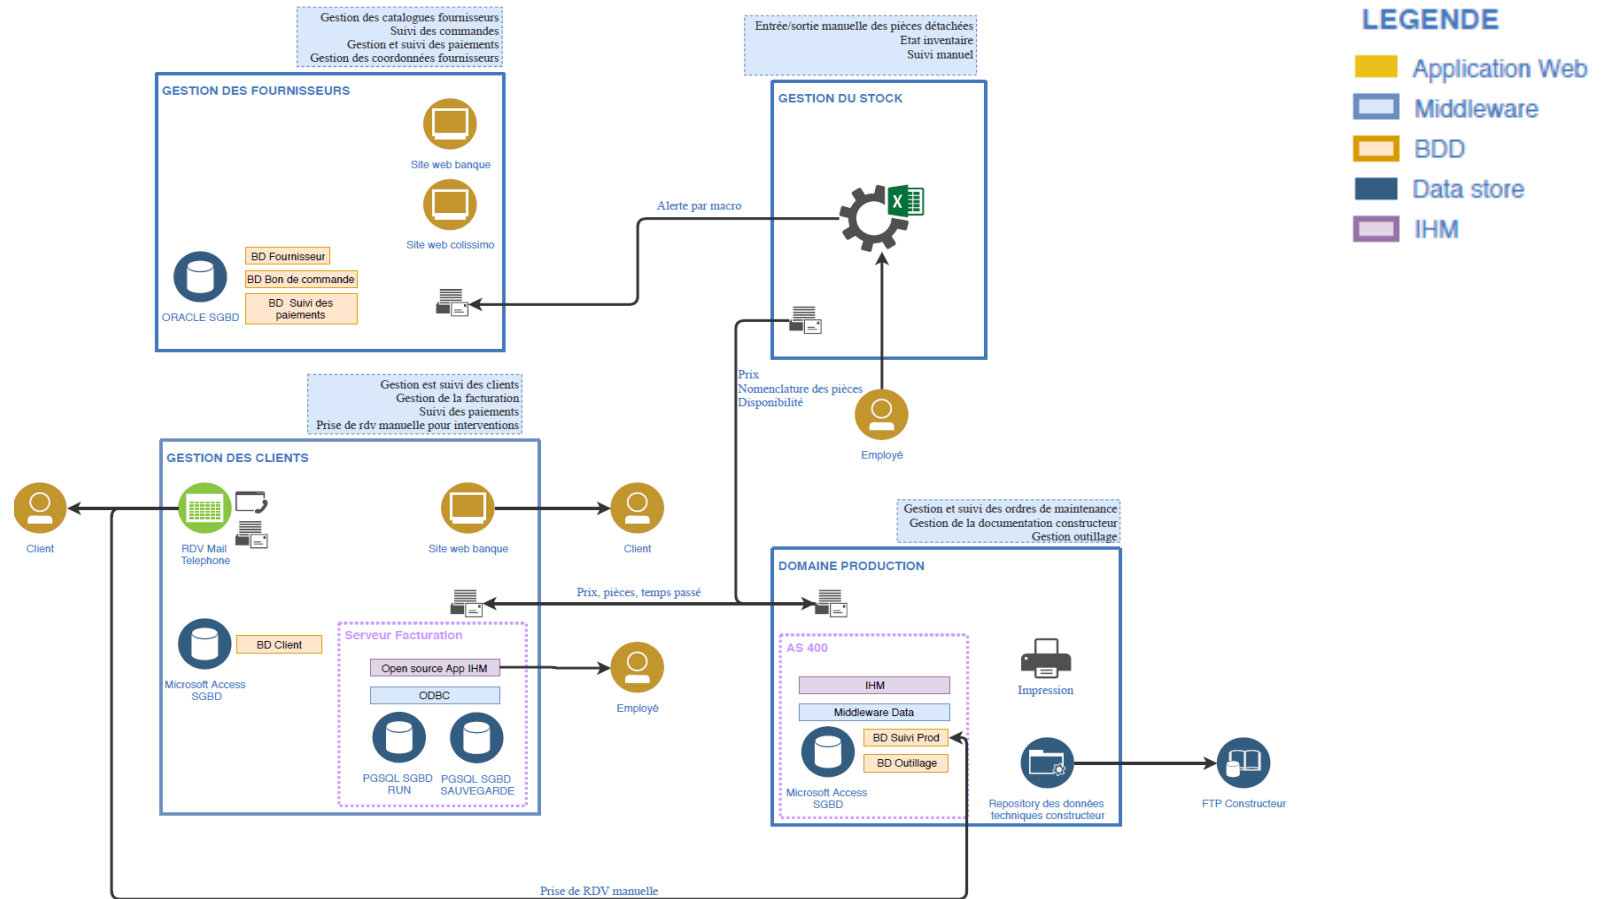 Gestion des catalogues fournisseurs
Suivi des commandes
Gestion et suivi des paiements
Gestion des coordonnées fournisseurs
GESTION DES FOURNISSEURS
Site web banque
Site web colissimo
BD Fournisseur
BD Bon de commande
BD Suivi des
paiements
ORACLE SGBD
Alerte par macro
Entrée/sortie manuelle des pièces détachées
Etat inventaire
Suivi manuel
GESTION DU STOCK
X
Prix
Nomenclature des pièces
Disponibilité
Employé
LEGENDE
Application Web
Middleware
BDD
Data store
IHM
Gestion est suivi des clients
Gestion de la facturation
Suivi des paiements
Prise de rdv manuelle pour interventions
GESTION DES CLIENTS
Client
RDV Mail
Telephone
Site web banque
Client
Prix, pièces, temps passé
BD Client
Microsoft Access
SGBD
Serveur Facturation
Open source App IHM
ODBC
PGSQL SGBD
RUN
PGSQL SGBD
SAUVEGARDE
Employé
Gestion et suivi des ordres de maintenance
Gestion de la documentation constructeur
Gestion outillage
DOMAINE PRODUCTION
AS 400
IHM
Middleware Data
BD Suivi Prod
BD Outillage
Microsoft Access
SGBD
Impression
Repository des données
techniques constructeur
FTP Constructeur
Prise de RDV manuelle